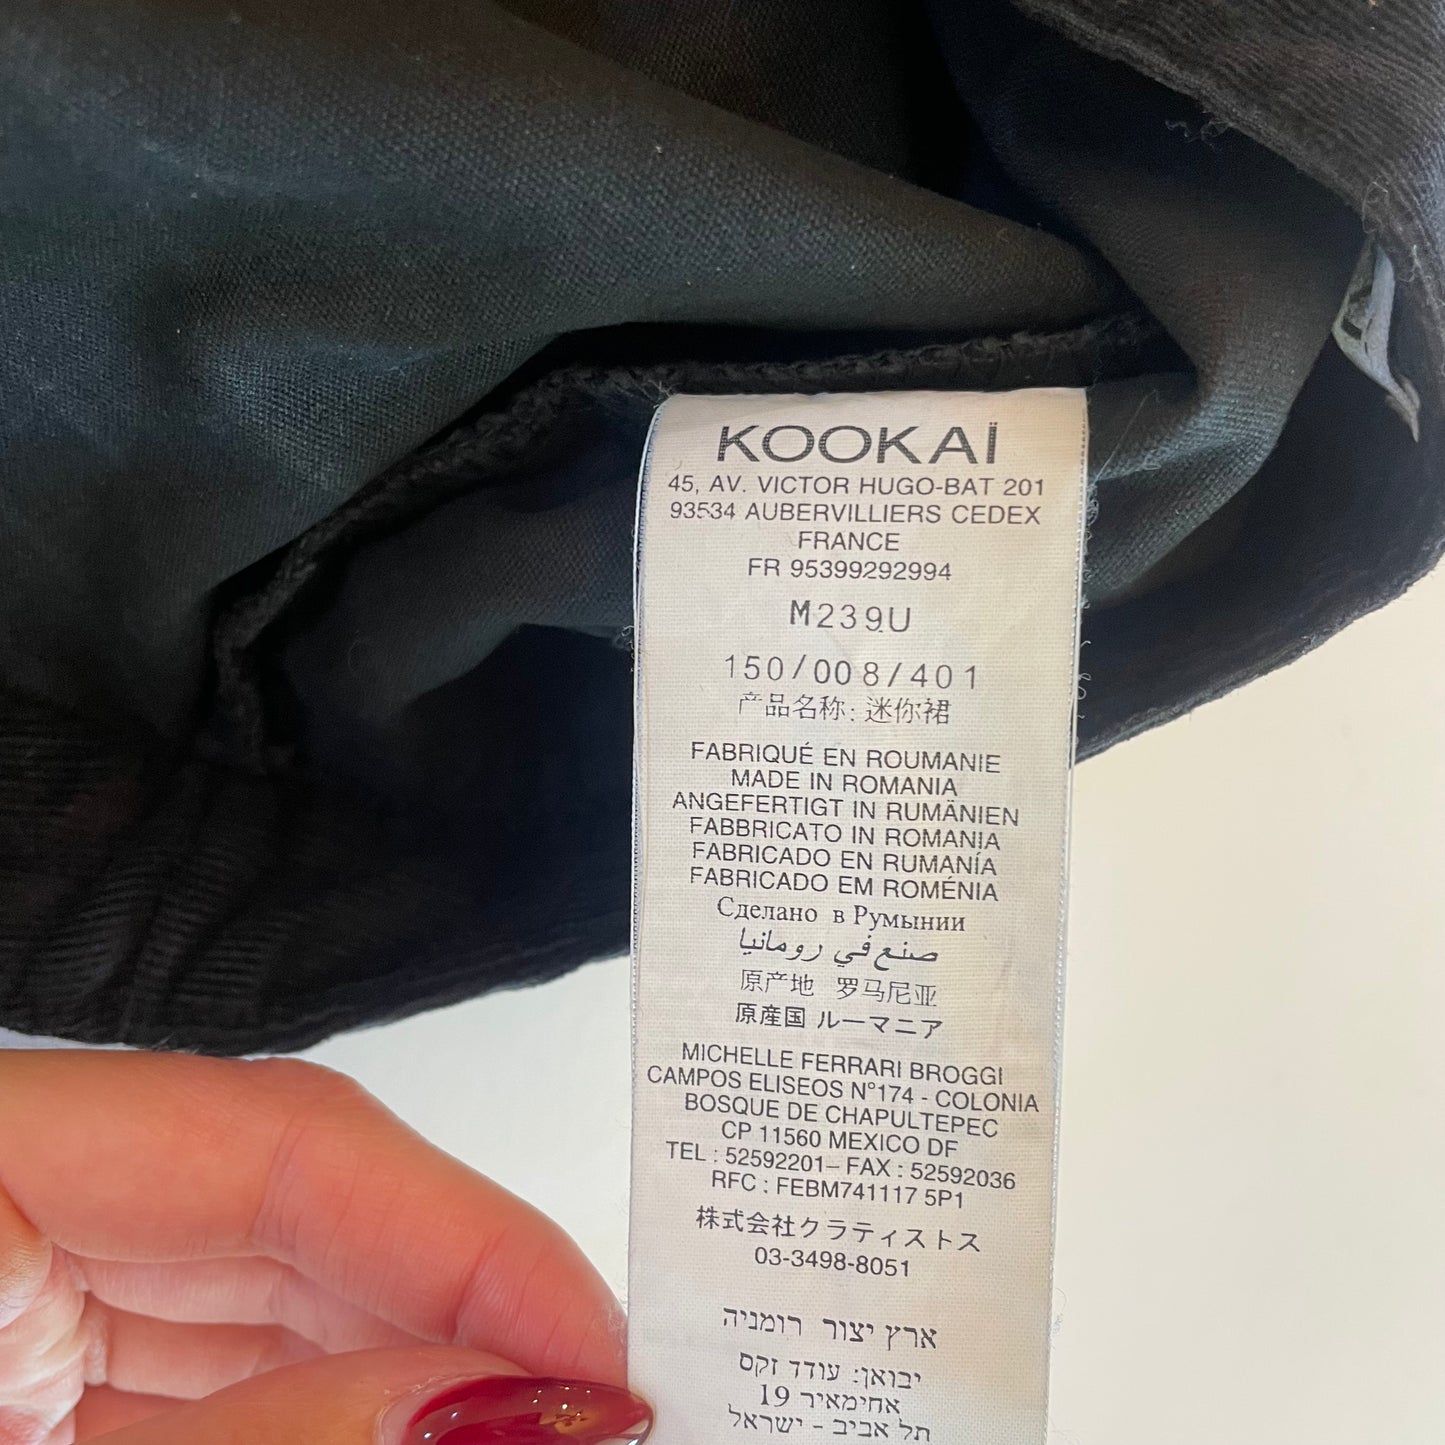 KOOKAÏ
45, AV. VICTOR HUGO-BAT 201
93534 AUBERVILLIERS CEDEX
FRANCE
FR 95399292994
M239U
150/008/401
产品名称: 迷你裙
FABRIQUÉ EN ROUMANIE
MADE IN ROMANIA
ANGEFERTIGT IN RUMÄNIEN
FABBRICATO IN ROMANIA
FABRICADO EN RUMANÍA
FABRICADO EM ROMÉNIA
Сделано в Румынии
صنع في رومانيا
原产地 罗马尼亚
原産国 ルーマニア
MICHELLE FERRARI BROGGI
CAMPOS ELISEOS N°174 - COLONIA
BOSQUE DE CHAPULTEPEC
CP 11560 MEXICO DF
TEL : 52592201– FAX : 52592036
RFC : FEBM741117 5P1
株式会社クラティストス
03-3498-8051
ארץ יצור רומניה
יבואן: עודד זקס
אחימאיר 19
תל אביב - ישראל